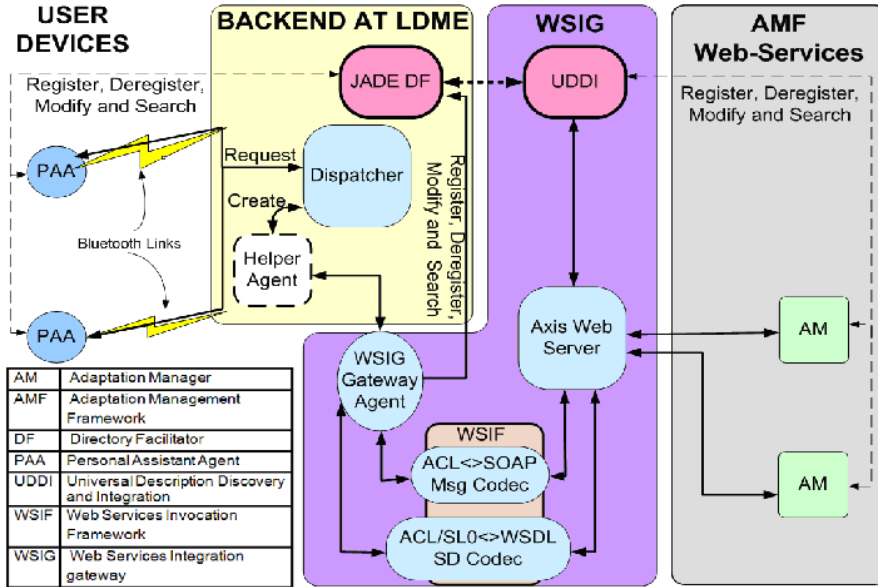 USER
DEVICES
BACKEND AT LDME
WSIG
AMF
Web-Services
Register, Deregister,
Modify and Search
JADE DF
UDDI
Register, Deregister,
Modify and Search
PAA
Request
Dispatcher
Create
Register, Deregister,
Modify and Search
Bluetooth Links
Helper
Agent
PAA
WSIG
Gateway
Agent
Axis Web
Server
AM
WSIF
ACL<>SOAP
Msg Codec
AM
ACL/SL0<>WSDL
SD Codec
AM Adaptation Manager
AMF Adaptation Management
Framework
DF Directory Facilitator
PAA Personal Assistant Agent
UDDI Universal Description Discovery
and Integration
WSIF Web Services Invocation
Framework
WSIG Web Services Integration
gateway